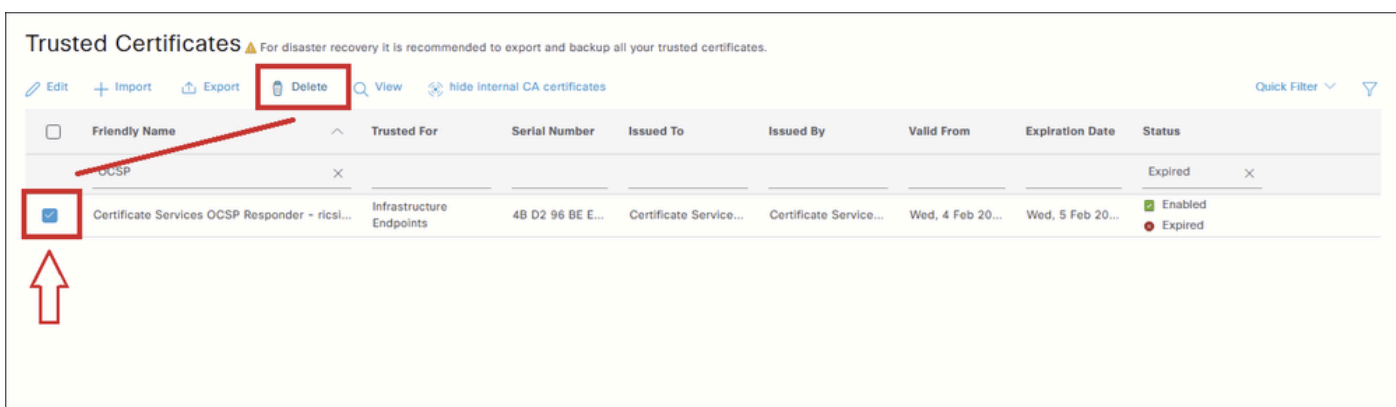 Trusted Certificates For disaster recovery it is recommended to export and backup all your trusted certificates.
Edit Import Export Delete View hide internal CA certificates Quick Filter
Friendly Name Trusted For Serial Number Issued To Issued By Valid From Expiration Date Status
OCSP Expired
Certificate Services OCSP Responder - ricsi... Infrastructure Endpoints 4B D2 96 BE E... Certificate Service... Certificate Service... Wed, 4 Feb 20... Wed, 5 Feb 20... Enabled
Expired